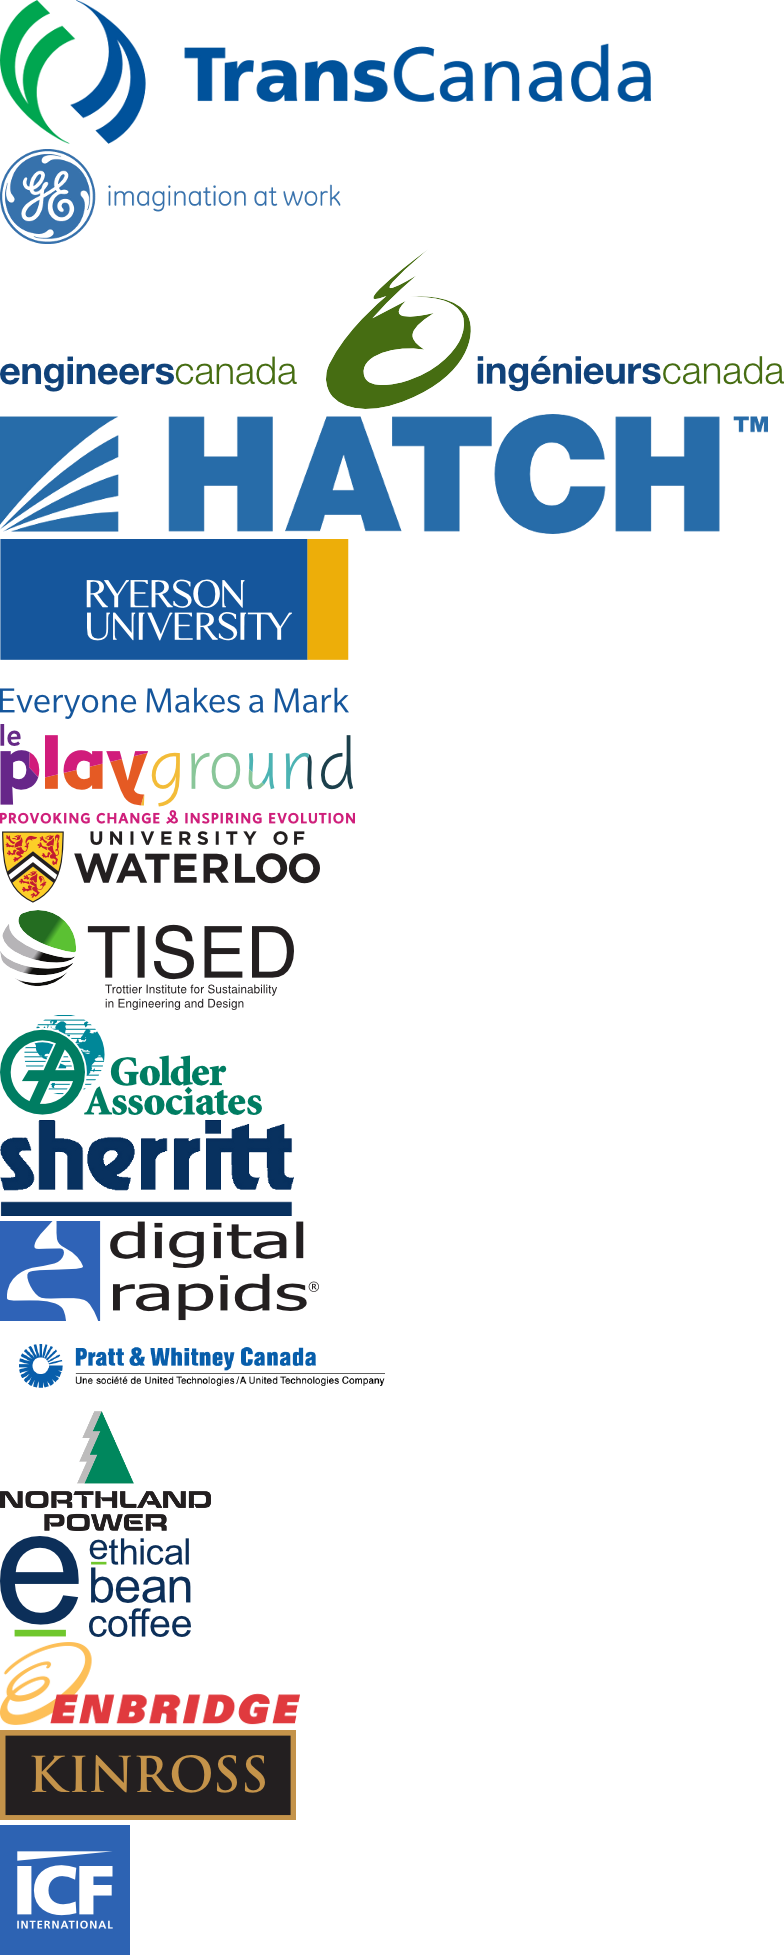 TransCanada
GE imagination at work
engineerscanada ingénieurscanada
HATCH™
RYERSON
UNIVERSITY
Everyone Makes a Mark
le
playground
PROVOKING CHANGE & INSPIRING EVOLUTION
UNIVERSITY OF
WATERLOO
TISED
Trottier Institute for Sustainability
in Engineering and Design
Golder
Associates
sherritt
digital
rapids®
Pratt & Whitney Canada
Une société de United Technologies/A United Technologies Company
NORTHLAND
POWER
e ethical
bean
coffee
ENBRIDGE
KINROSS
ICF
INTERNATIONAL